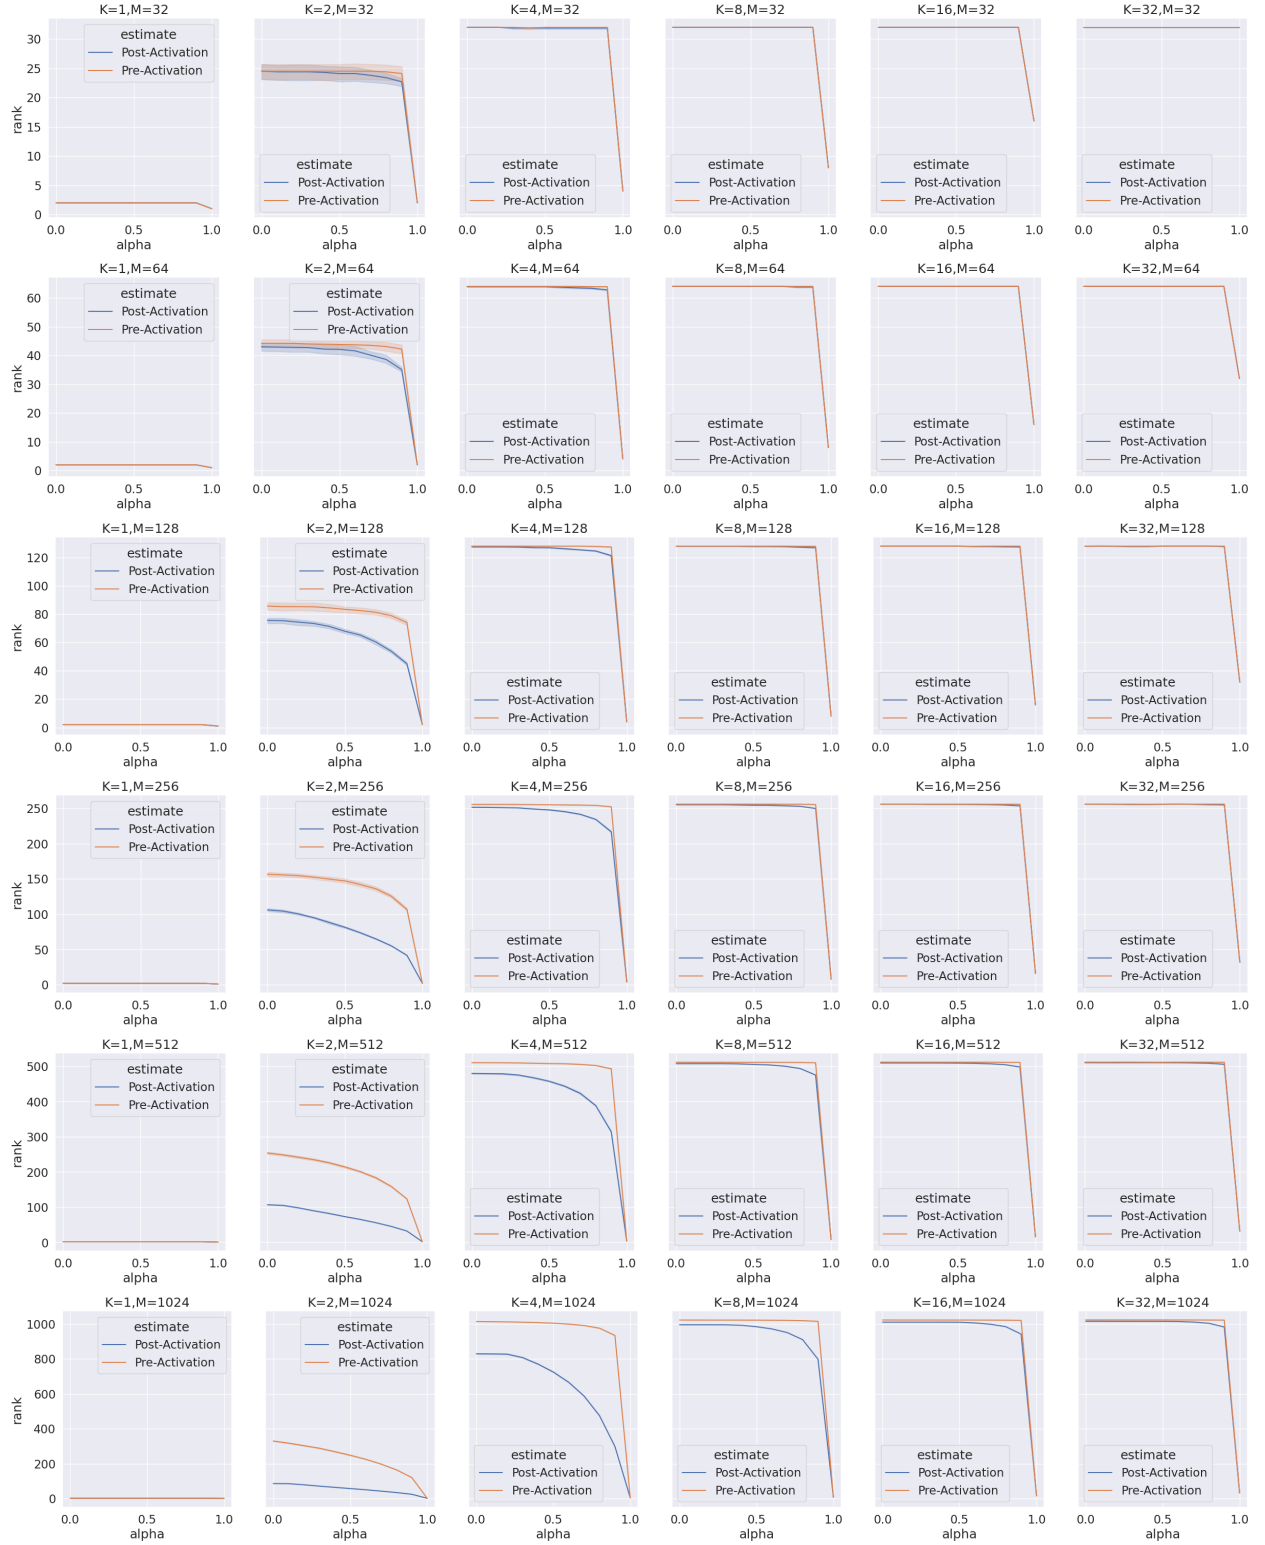 K=1,M=32 K=2,M=32 K=4,M=32 K=8,M=32 K=16,M=32 K=32,M=32
rank
30
25
20
15
10
5
0
estimate
Post-Activation
Pre-Activation
estimate
Post-Activation
Pre-Activation
estimate
Post-Activation
Pre-Activation
estimate
Post-Activation
Pre-Activation
estimate
Post-Activation
Pre-Activation
estimate
Post-Activation
Pre-Activation
0.0 0.5 1.0 0.0 0.5 1.0 0.0 0.5 1.0 0.0 0.5 1.0 0.0 0.5 1.0 0.0 0.5 1.0
alpha alpha alpha alpha alpha alpha
K=1,M=64 K=2,M=64 K=4,M=64 K=8,M=64 K=16,M=64 K=32,M=64
rank
60
50
40
30
20
10
0
estimate
Post-Activation
Pre-Activation
estimate
Post-Activation
Pre-Activation
estimate
Post-Activation
Pre-Activation
estimate
Post-Activation
Pre-Activation
estimate
Post-Activation
Pre-Activation
estimate
Post-Activation
Pre-Activation
0.0 0.5 1.0 0.0 0.5 1.0 0.0 0.5 1.0 0.0 0.5 1.0 0.0 0.5 1.0 0.0 0.5 1.0
alpha alpha alpha alpha alpha alpha
K=1,M=128 K=2,M=128 K=4,M=128 K=8,M=128 K=16,M=128 K=32,M=128
rank
120
100
80
60
40
20
0
estimate
Post-Activation
Pre-Activation
estimate
Post-Activation
Pre-Activation
estimate
Post-Activation
Pre-Activation
estimate
Post-Activation
Pre-Activation
estimate
Post-Activation
Pre-Activation
estimate
Post-Activation
Pre-Activation
0.0 0.5 1.0 0.0 0.5 1.0 0.0 0.5 1.0 0.0 0.5 1.0 0.0 0.5 1.0 0.0 0.5 1.0
alpha alpha alpha alpha alpha alpha
K=1,M=256 K=2,M=256 K=4,M=256 K=8,M=256 K=16,M=256 K=32,M=256
rank
250
200
150
100
50
0
estimate
Post-Activation
Pre-Activation
estimate
Post-Activation
Pre-Activation
estimate
Post-Activation
Pre-Activation
estimate
Post-Activation
Pre-Activation
estimate
Post-Activation
Pre-Activation
estimate
Post-Activation
Pre-Activation
0.0 0.5 1.0 0.0 0.5 1.0 0.0 0.5 1.0 0.0 0.5 1.0 0.0 0.5 1.0 0.0 0.5 1.0
alpha alpha alpha alpha alpha alpha
K=1,M=512 K=2,M=512 K=4,M=512 K=8,M=512 K=16,M=512 K=32,M=512
rank
500
400
300
200
100
0
estimate
Post-Activation
Pre-Activation
estimate
Post-Activation
Pre-Activation
estimate
Post-Activation
Pre-Activation
estimate
Post-Activation
Pre-Activation
estimate
Post-Activation
Pre-Activation
estimate
Post-Activation
Pre-Activation
0.0 0.5 1.0 0.0 0.5 1.0 0.0 0.5 1.0 0.0 0.5 1.0 0.0 0.5 1.0 0.0 0.5 1.0
alpha alpha alpha alpha alpha alpha
K=1,M=1024 K=2,M=1024 K=4,M=1024 K=8,M=1024 K=16,M=1024 K=32,M=1024
rank
1000
800
600
400
200
0
estimate
Post-Activation
Pre-Activation
estimate
Post-Activation
Pre-Activation
estimate
Post-Activation
Pre-Activation
estimate
Post-Activation
Pre-Activation
estimate
Post-Activation
Pre-Activation
estimate
Post-Activation
Pre-Activation
0.0 0.5 1.0 0.0 0.5 1.0 0.0 0.5 1.0 0.0 0.5 1.0 0.0 0.5 1.0 0.0 0.5 1.0
alpha alpha alpha alpha alpha alpha